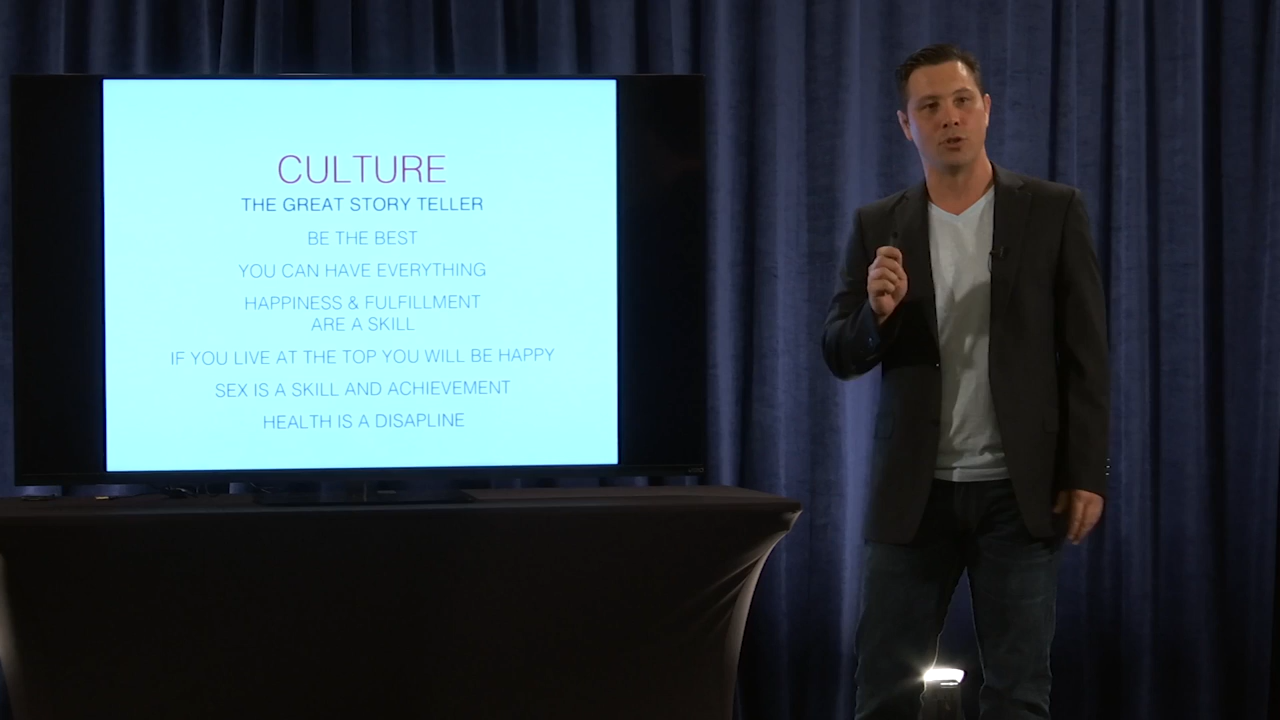 CULTURE
THE GREAT STORY TELLER
BE THE BEST
YOU CAN HAVE EVERYTHING
HAPPINESS & FULFILLMENT
ARE A SKILL
IF YOU LIVE AT THE TOP YOU WILL BE HAPPY
SEX IS A SKILL AND ACHIEVEMENT
HEALTH IS A DISAPLINE